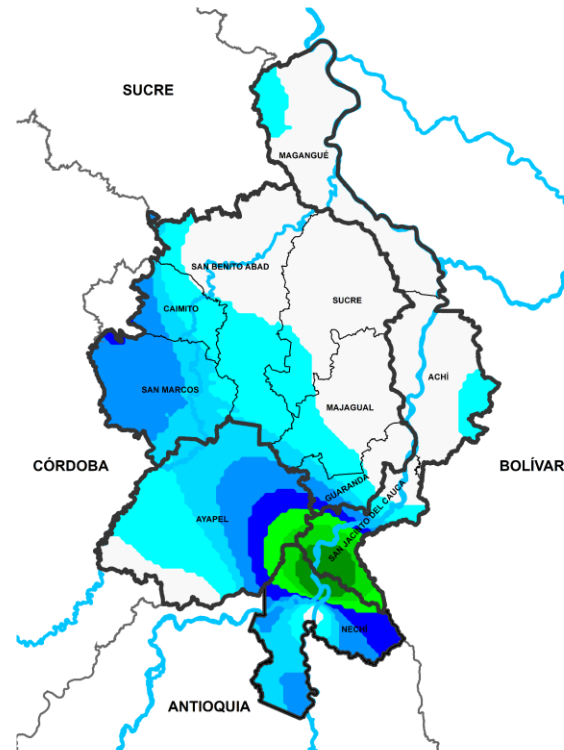 SUCRE
MAGANGUÉ
SAN BENITO ABAD
SUCRE
CAIMITO
ACHÍ
SAN MARCOS
MAJAGUAL
CÓRDOBA
BOLÍVAR
GUARANDA
AYAPEL
SAN JACINTO DEL CAUCA
NECHÍ
ANTIOQUIA